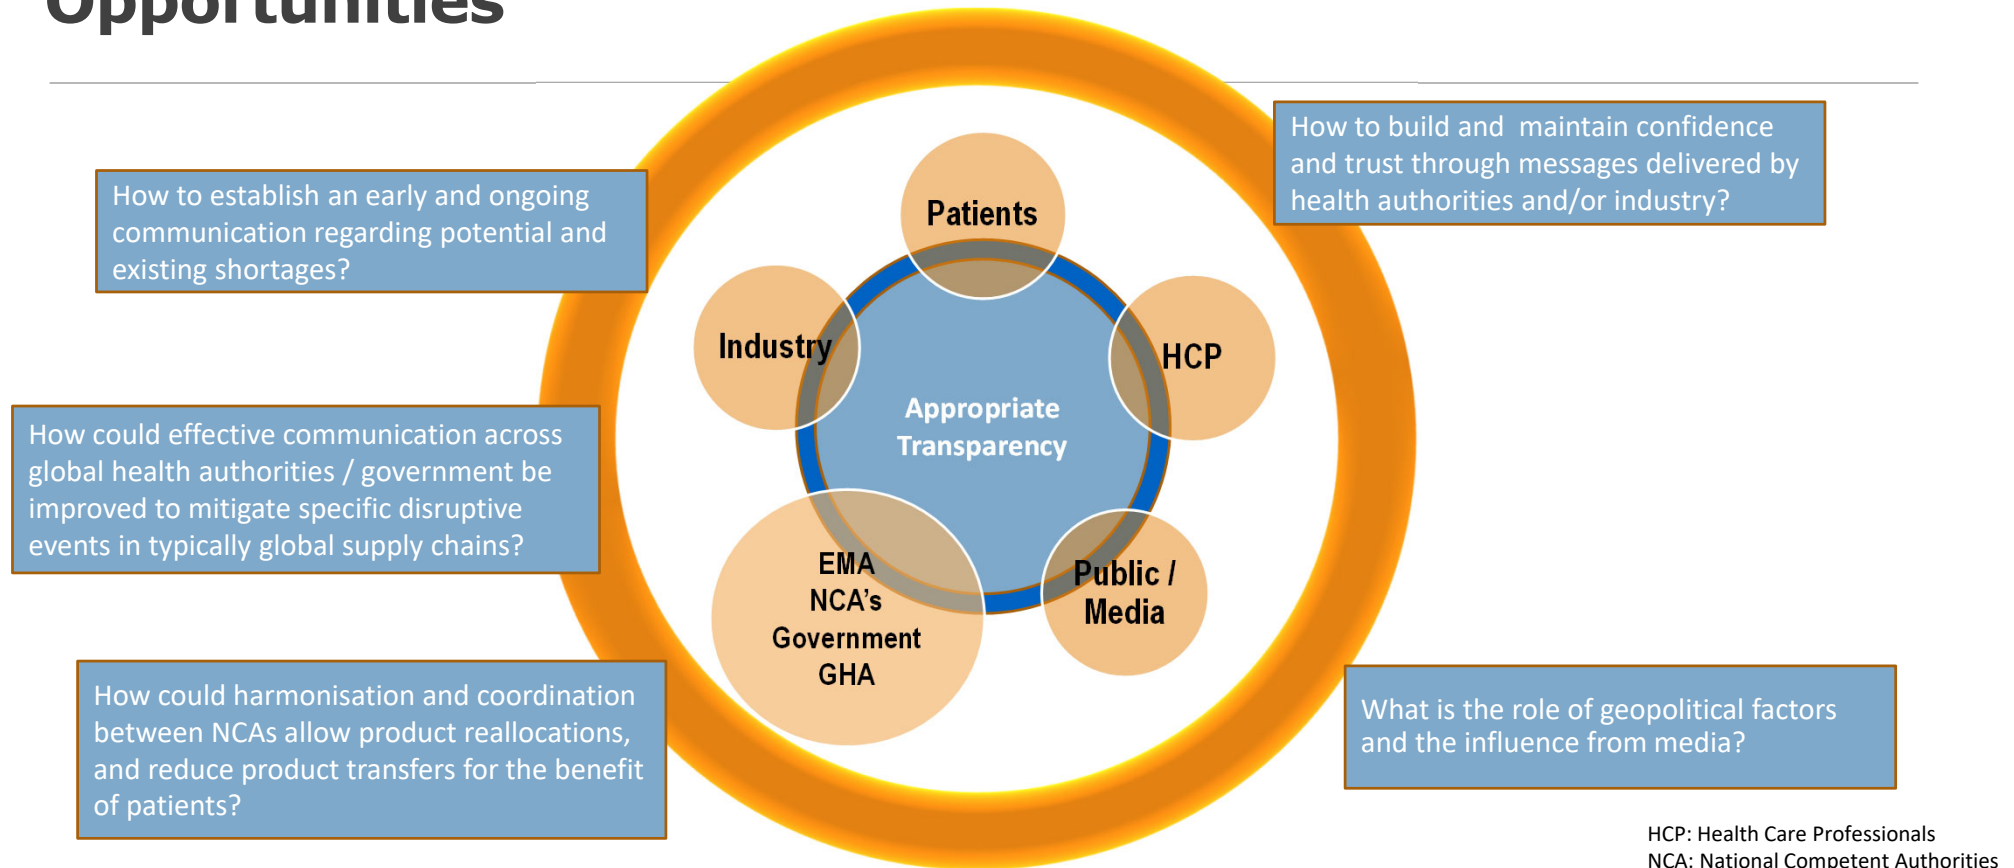 Opportunities
How to establish an early and ongoing
communication regarding potential and
existing shortages?
How to build and maintain confidence
and trust through messages delivered by
health authorities and/or industry?
Patients
Industry
HCP
Appropriate
Transparency
How could effective communication across
global health authorities / government be
improved to mitigate specific disruptive
events in typically global supply chains?
EMA
NCA’s
Government
GHA
Public /
Media
How could harmonisation and coordination
between NCAs allow product reallocations,
and reduce product transfers for the benefit
of patients?
What is the role of geopolitical factors
and the influence from media?
HCP: Health Care Professionals
NCA: National Competent Authorities